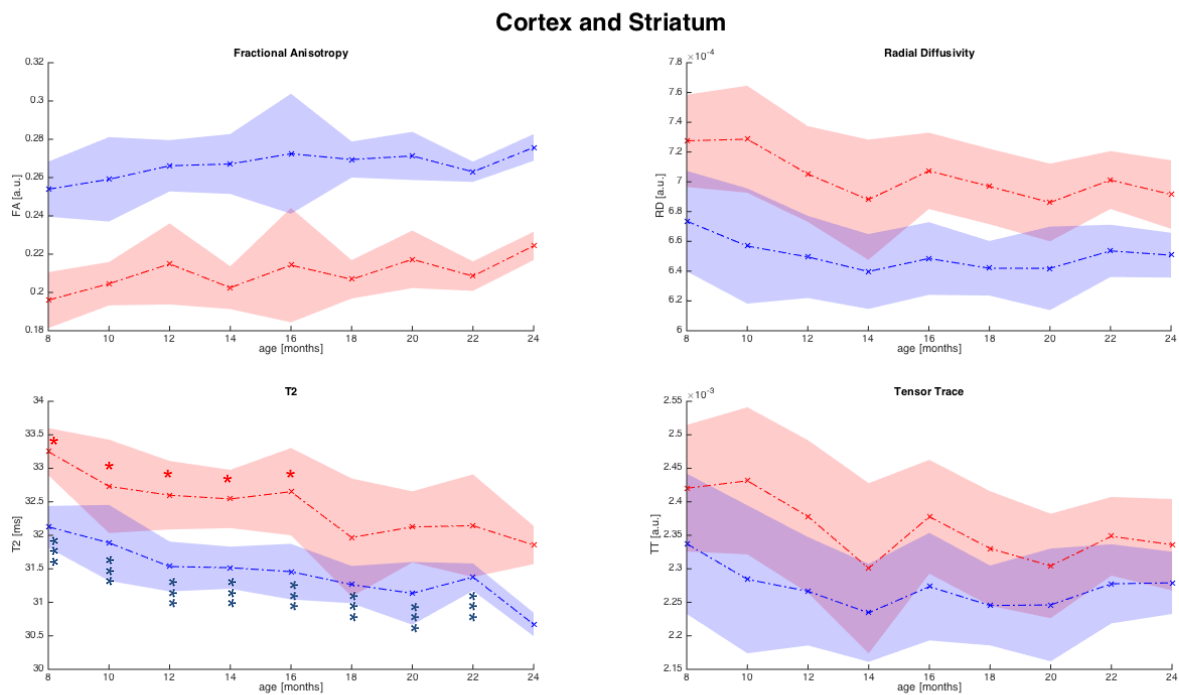 Cortex and Striatum
Fractional Anisotropy
FA [a.u.]
0.32
0.3
0.28
0.26
0.24
0.22
0.2
0.18
8 10 12 14 16 18 20 22 24
age [months]
Radial Diffusivity
×10⁻⁴
RD [a.u.]
7.8
7.6
7.4
7.2
7
6.8
6.6
6.4
6.2
6
8 10 12 14 16 18 20 22 24
age [months]
T2
T2 [ms]
34
33.5
33
32.5
32
31.5
31
30.5
30
* * * * *
*** *** *** *** *** *** *** ***
8 10 12 14 16 18 20 22 24
age [months]
Tensor Trace
×10⁻³
TT [a.u.]
2.55
2.5
2.45
2.4
2.35
2.3
2.25
2.2
2.15
8 10 12 14 16 18 20 22 24
age [months]